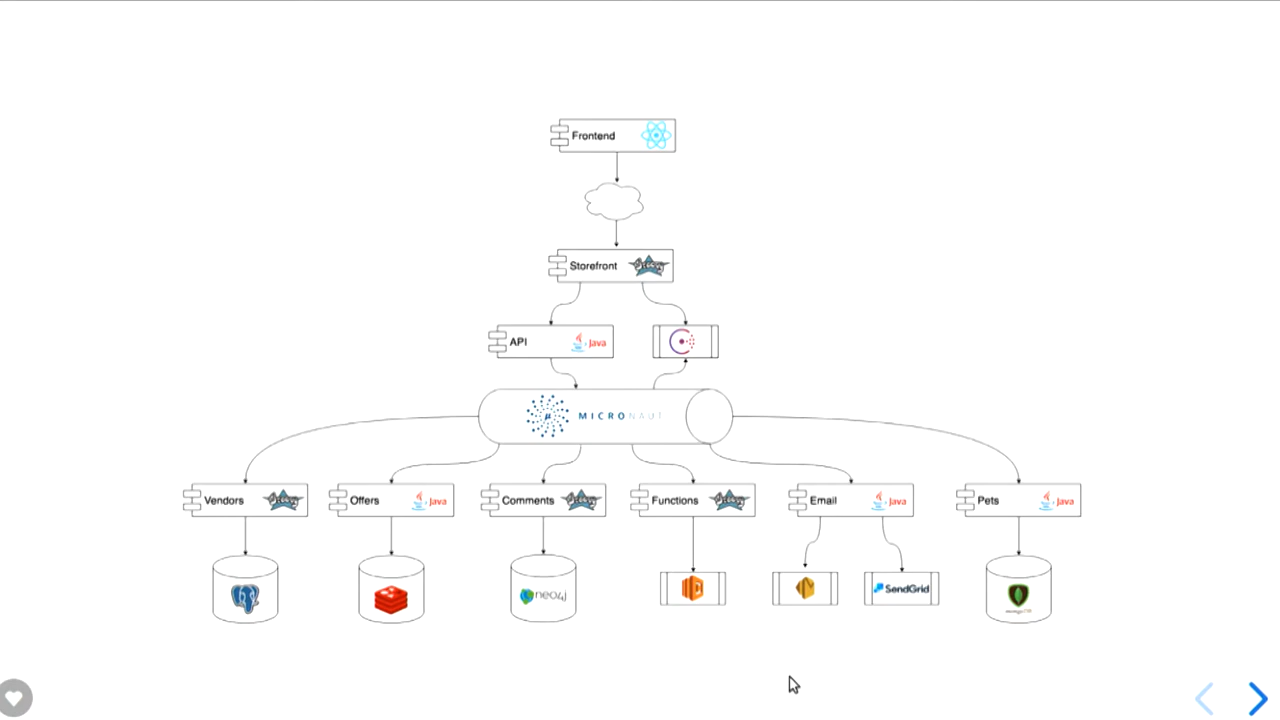 Frontend
Storefront
API
Java
MICRONAUT
Vendors
Offers
Java
Comments
Functions
Email
Java
Pets
Java
neo4j
SendGrid